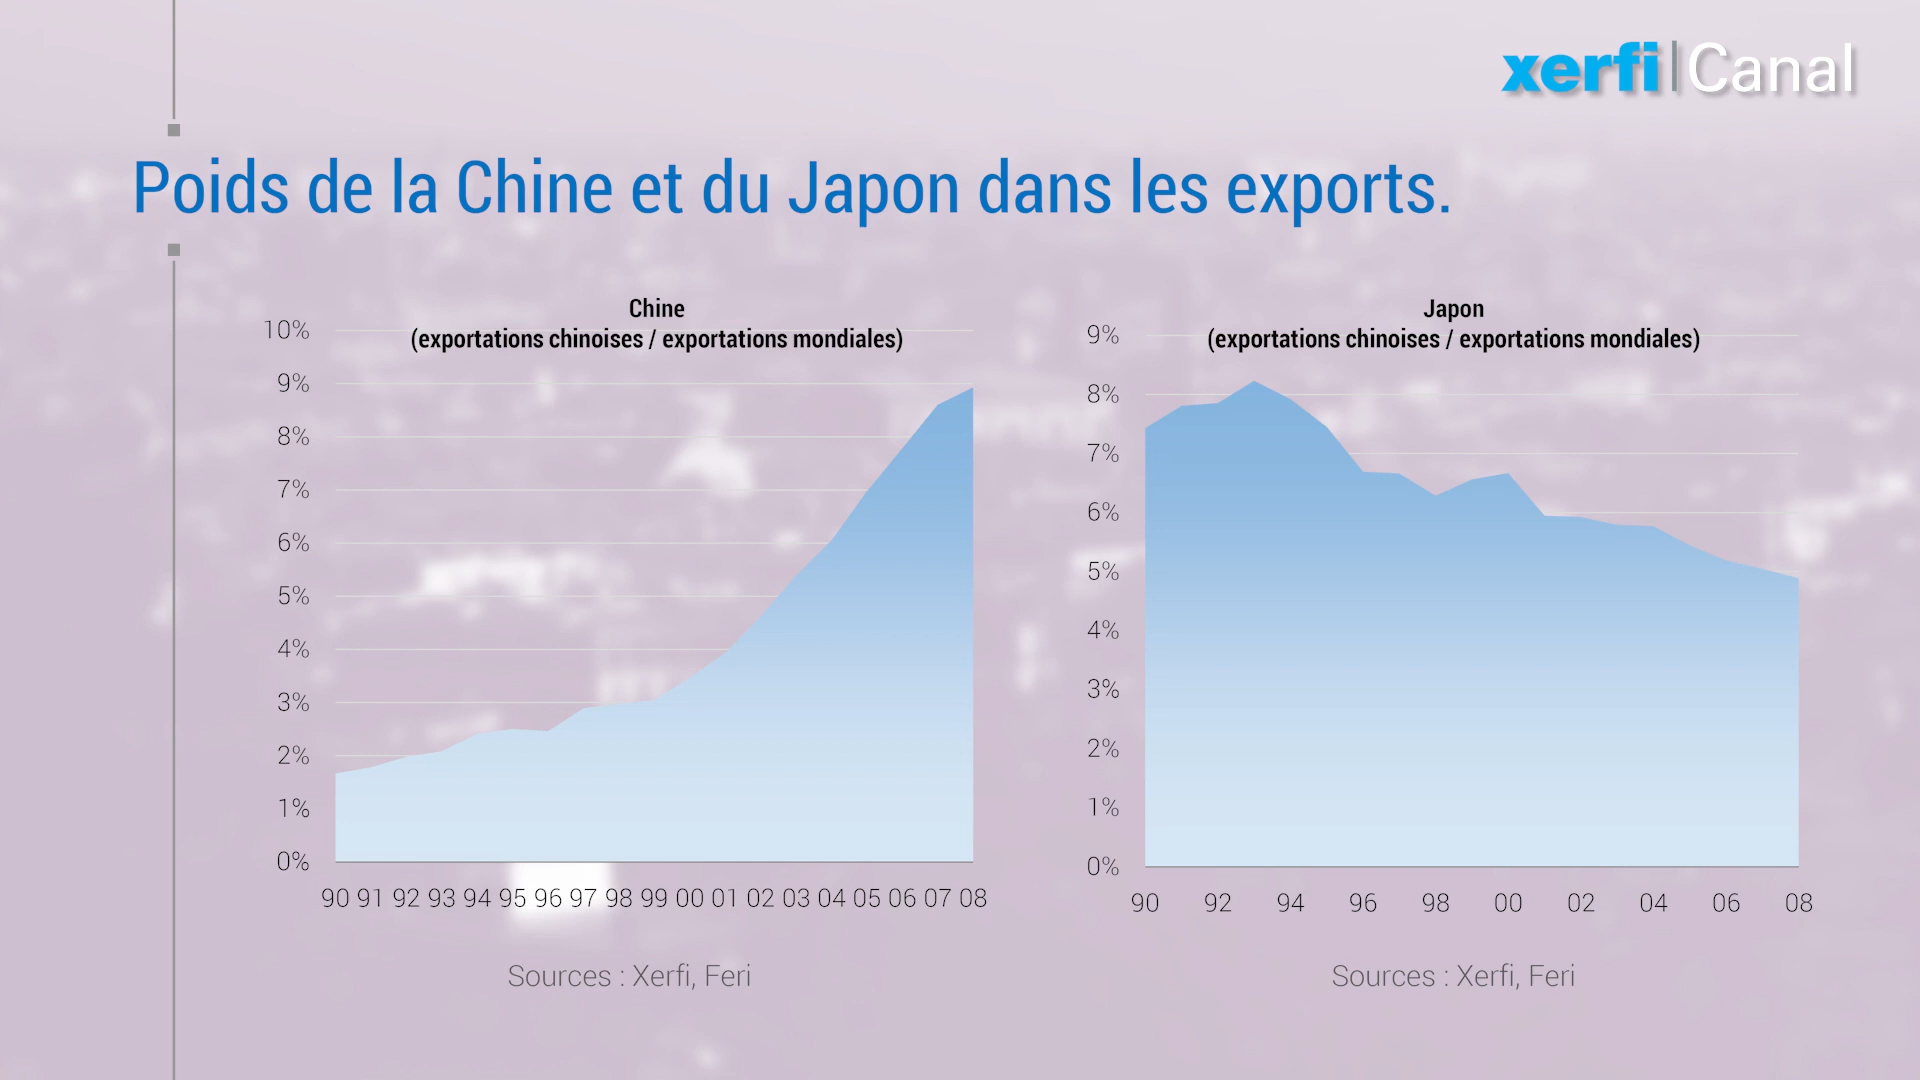 xerfi Canal
Poids de la Chine et du Japon dans les exports.
Chine
(exportations chinoises / exportations mondiales)
10%
9%
8%
7%
6%
5%
4%
3%
2%
1%
0%
90 91 92 93 94 95 96 97 98 99 00 01 02 03 04 05 06 07 08
Sources : Xerfi, Feri
Japon
(exportations chinoises / exportations mondiales)
9%
8%
7%
6%
5%
4%
3%
2%
1%
0%
90 92 94 96 98 00 02 04 06 08
Sources : Xerfi, Feri